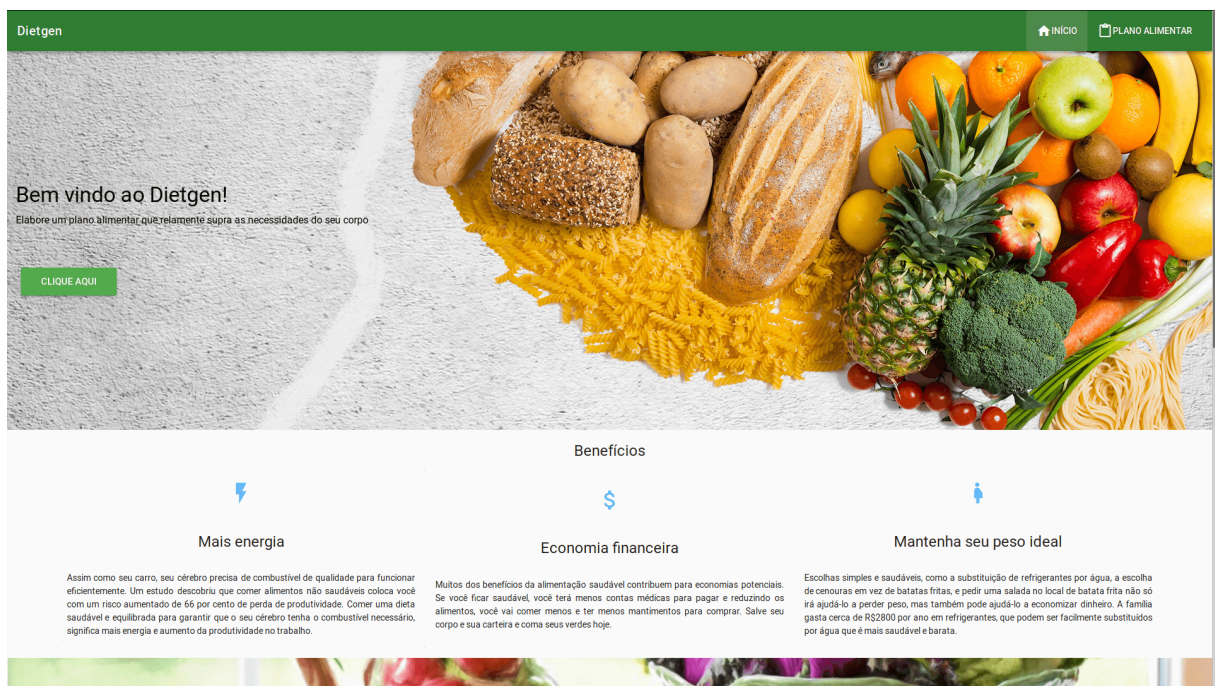 Dietgen
INÍCIO
PLANO ALIMENTAR
Bem vindo ao Dietgen!
Elabore um plano alimentar que relamente supra as necessidades do seu corpo
CLIQUE AQUI
Benefícios
Mais energia
Assim como seu carro, seu cérebro precisa de combustível de qualidade para funcionar
eficientemente. Um estudo descobriu que comer alimentos não saudáveis coloca você
com um risco aumentado de 66 por cento de perda de produtividade. Comer uma dieta
saudável e equilibrada para garantir que o seu cérebro tenha o combustível necessário,
significa mais energia e aumento da produtividade no trabalho.
Economia financeira
Muitos dos benefícios da alimentação saudável contribuem para economias potenciais.
Se você ficar saudável, você terá menos contas médicas para pagar e reduzindo os
alimentos, você vai comer menos e ter menos mantimentos para comprar. Salve seu
corpo e sua carteira e coma seus verdes hoje.
Mantenha seu peso ideal
Escolhas simples e saudáveis, como a substituição de refrigerantes por água, a escolha
de cenouras em vez de batatas fritas, e pedir uma salada no local de batata frita não só
irá ajudá-lo a perder peso, mas também pode ajudá-lo a economizar dinheiro. A família
gasta cerca de R$2800 por ano em refrigerantes, que podem ser facilmente substituídos
por água que é mais saudável e barata.